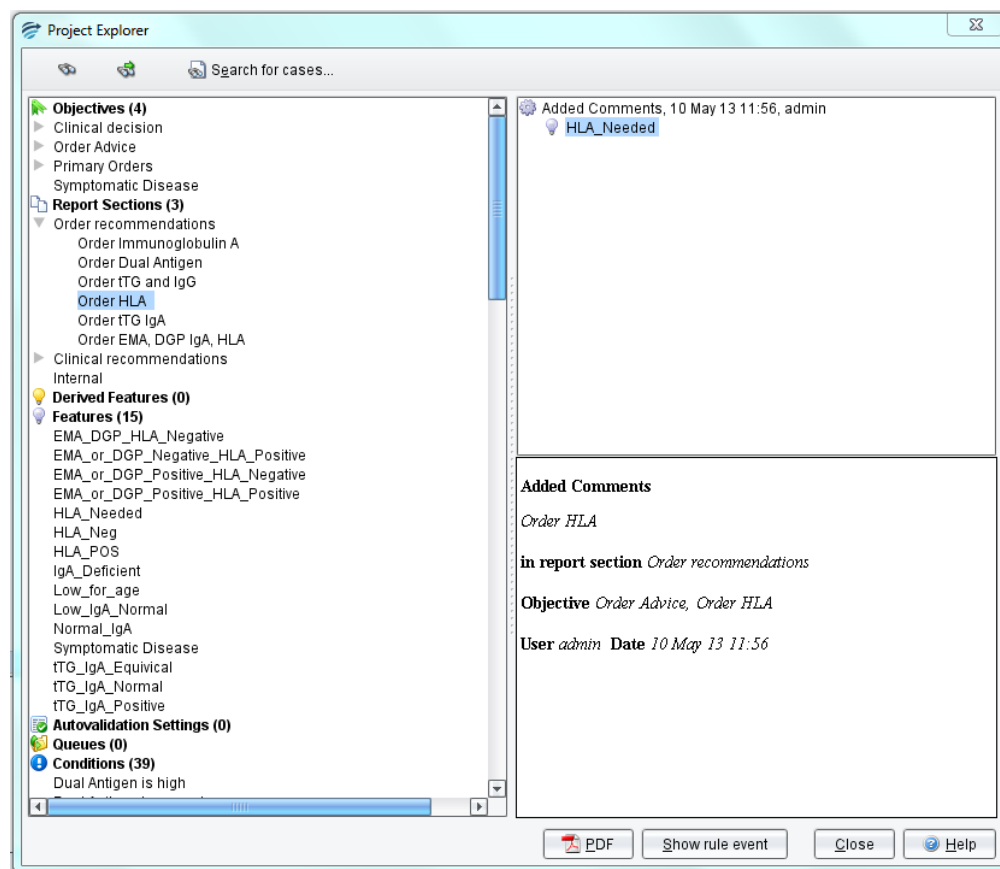 Project Explorer
Search for cases...
Objectives (4)
Clinical decision
Order Advice
Primary Orders
Symptomatic Disease
Report Sections (3)
Order recommendations
Order Immunoglobulin A
Order Dual Antigen
Order tTG and IgG
Order HLA
Order tTG IgA
Order EMA, DGP IgA, HLA
Clinical recommendations
Internal
Derived Features (0)
Features (15)
EMA_DGP_HLA_Negative
EMA_or_DGP_Negative_HLA_Positive
EMA_or_DGP_Positive_HLA_Negative
EMA_or_DGP_Positive_HLA_Positive
HLA_Needed
HLA_Neg
HLA_POS
IgA_Deficient
Low_for_age
Low_IgA_Normal
Normal_IgA
Symptomatic Disease
tTG_IgA_Equivical
tTG_IgA_Normal
tTG_IgA_Positive
Autovalidation Settings (0)
Queues (0)
Conditions (39)
Dual Antigen is high
Added Comments, 10 May 13 11:56, admin
HLA_Needed
Added Comments
Order HLA
in report section Order recommendations
Objective Order Advice, Order HLA
User admin Date 10 May 13 11:56
PDF
Show rule event
Close
Help